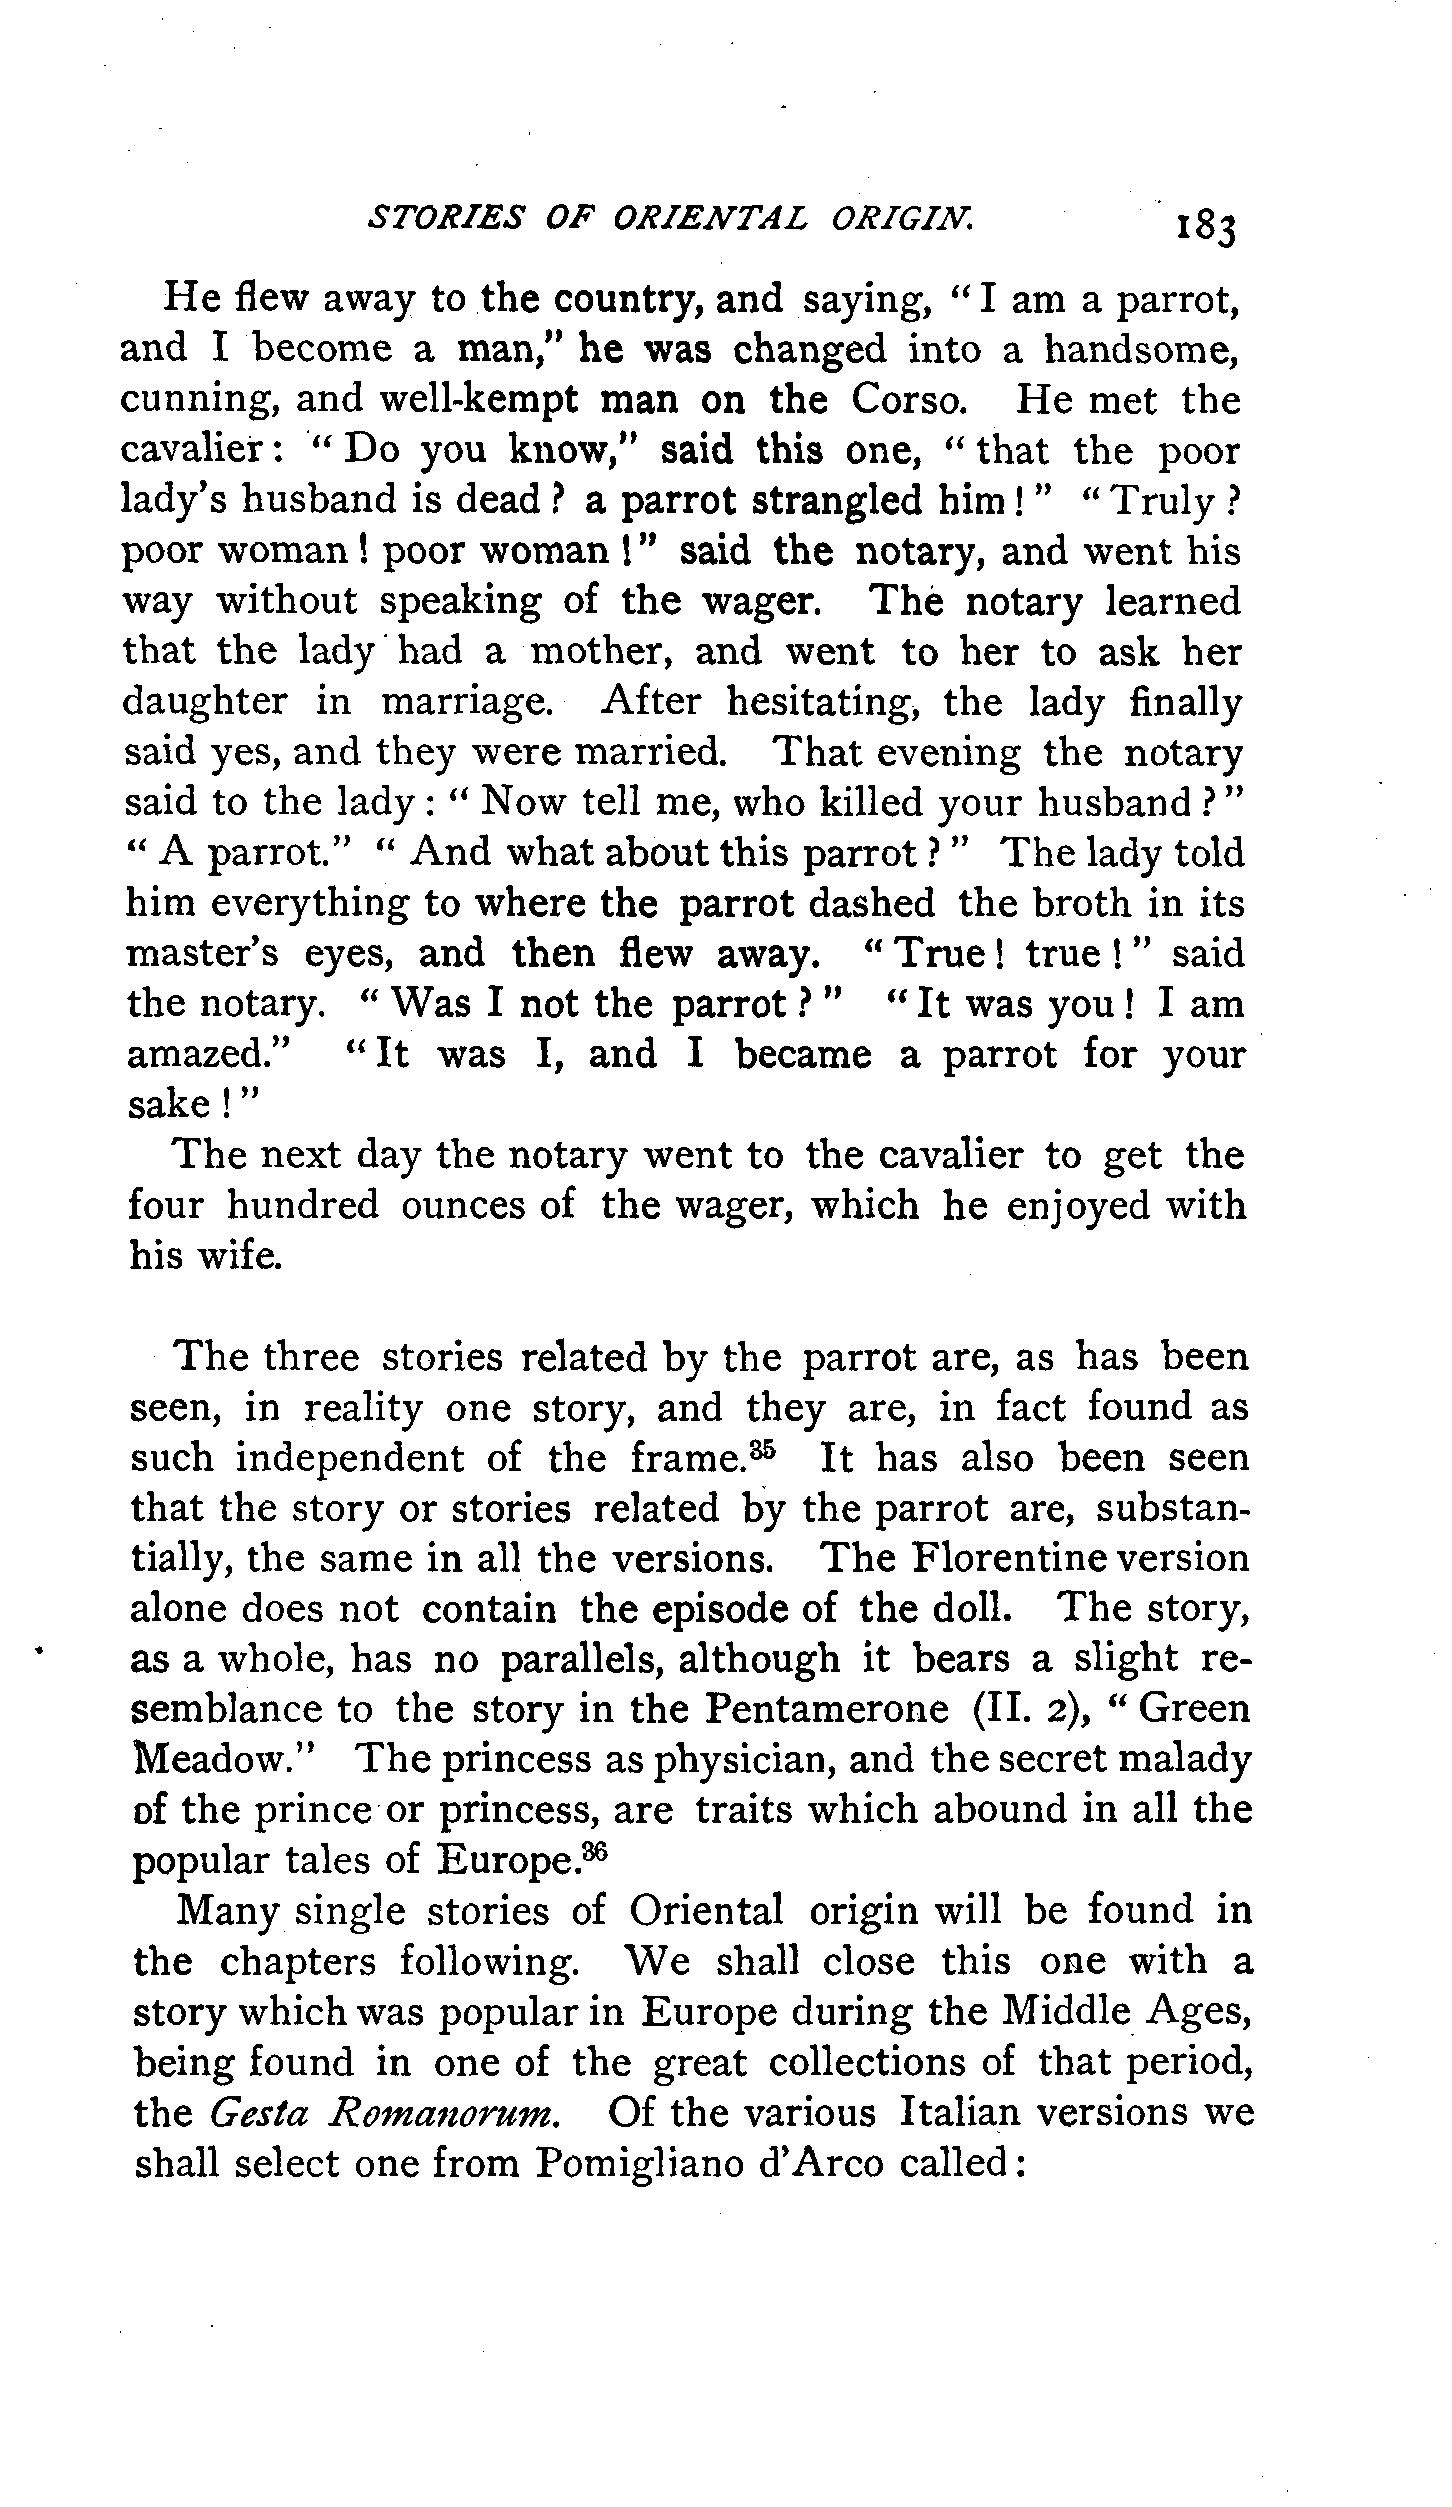 STORIES OF ORIENTAL ORIGIN. 183
He flew away to the country, and saying, “I am a parrot,
and I become a man,” he was changed into a handsome,
cunning, and well-kempt man on the Corso. He met the
cavalier: “Do you know,” said this one, “that the poor
lady's husband is dead? a parrot strangled him!” “Truly?
poor woman! poor woman!” said the notary, and went his
way without speaking of the wager. The notary learned
that the lady had a mother, and went to her to ask her
daughter in marriage. After hesitating, the lady finally
said yes, and they were married. That evening the notary
said to the lady: “Now tell me, who killed your husband?”
“A parrot.” “And what about this parrot?” The lady told
him everything to where the parrot dashed the broth in its
master's eyes, and then flew away. “True! true!” said
the notary. “Was I not the parrot?” “It was you! I am
amazed.” “It was I, and I became a parrot for your
sake!”
The next day the notary went to the cavalier to get the
four hundred ounces of the wager, which he enjoyed with
his wife.
The three stories related by the parrot are, as has been
seen, in reality one story, and they are, in fact found as
such independent of the frame.³⁵ It has also been seen
that the story or stories related by the parrot are, substan-
tially, the same in all the versions. The Florentine version
alone does not contain the episode of the doll. The story,
as a whole, has no parallels, although it bears a slight re-
semblance to the story in the Pentamerone (II. 2), “Green
Meadow.” The princess as physician, and the secret malady
of the prince or princess, are traits which abound in all the
popular tales of Europe.³⁶
Many single stories of Oriental origin will be found in
the chapters following. We shall close this one with a
story which was popular in Europe during the Middle Ages,
being found in one of the great collections of that period,
the Gesta Romanorum. Of the various Italian versions we
shall select one from Pomigliano d'Arco called: